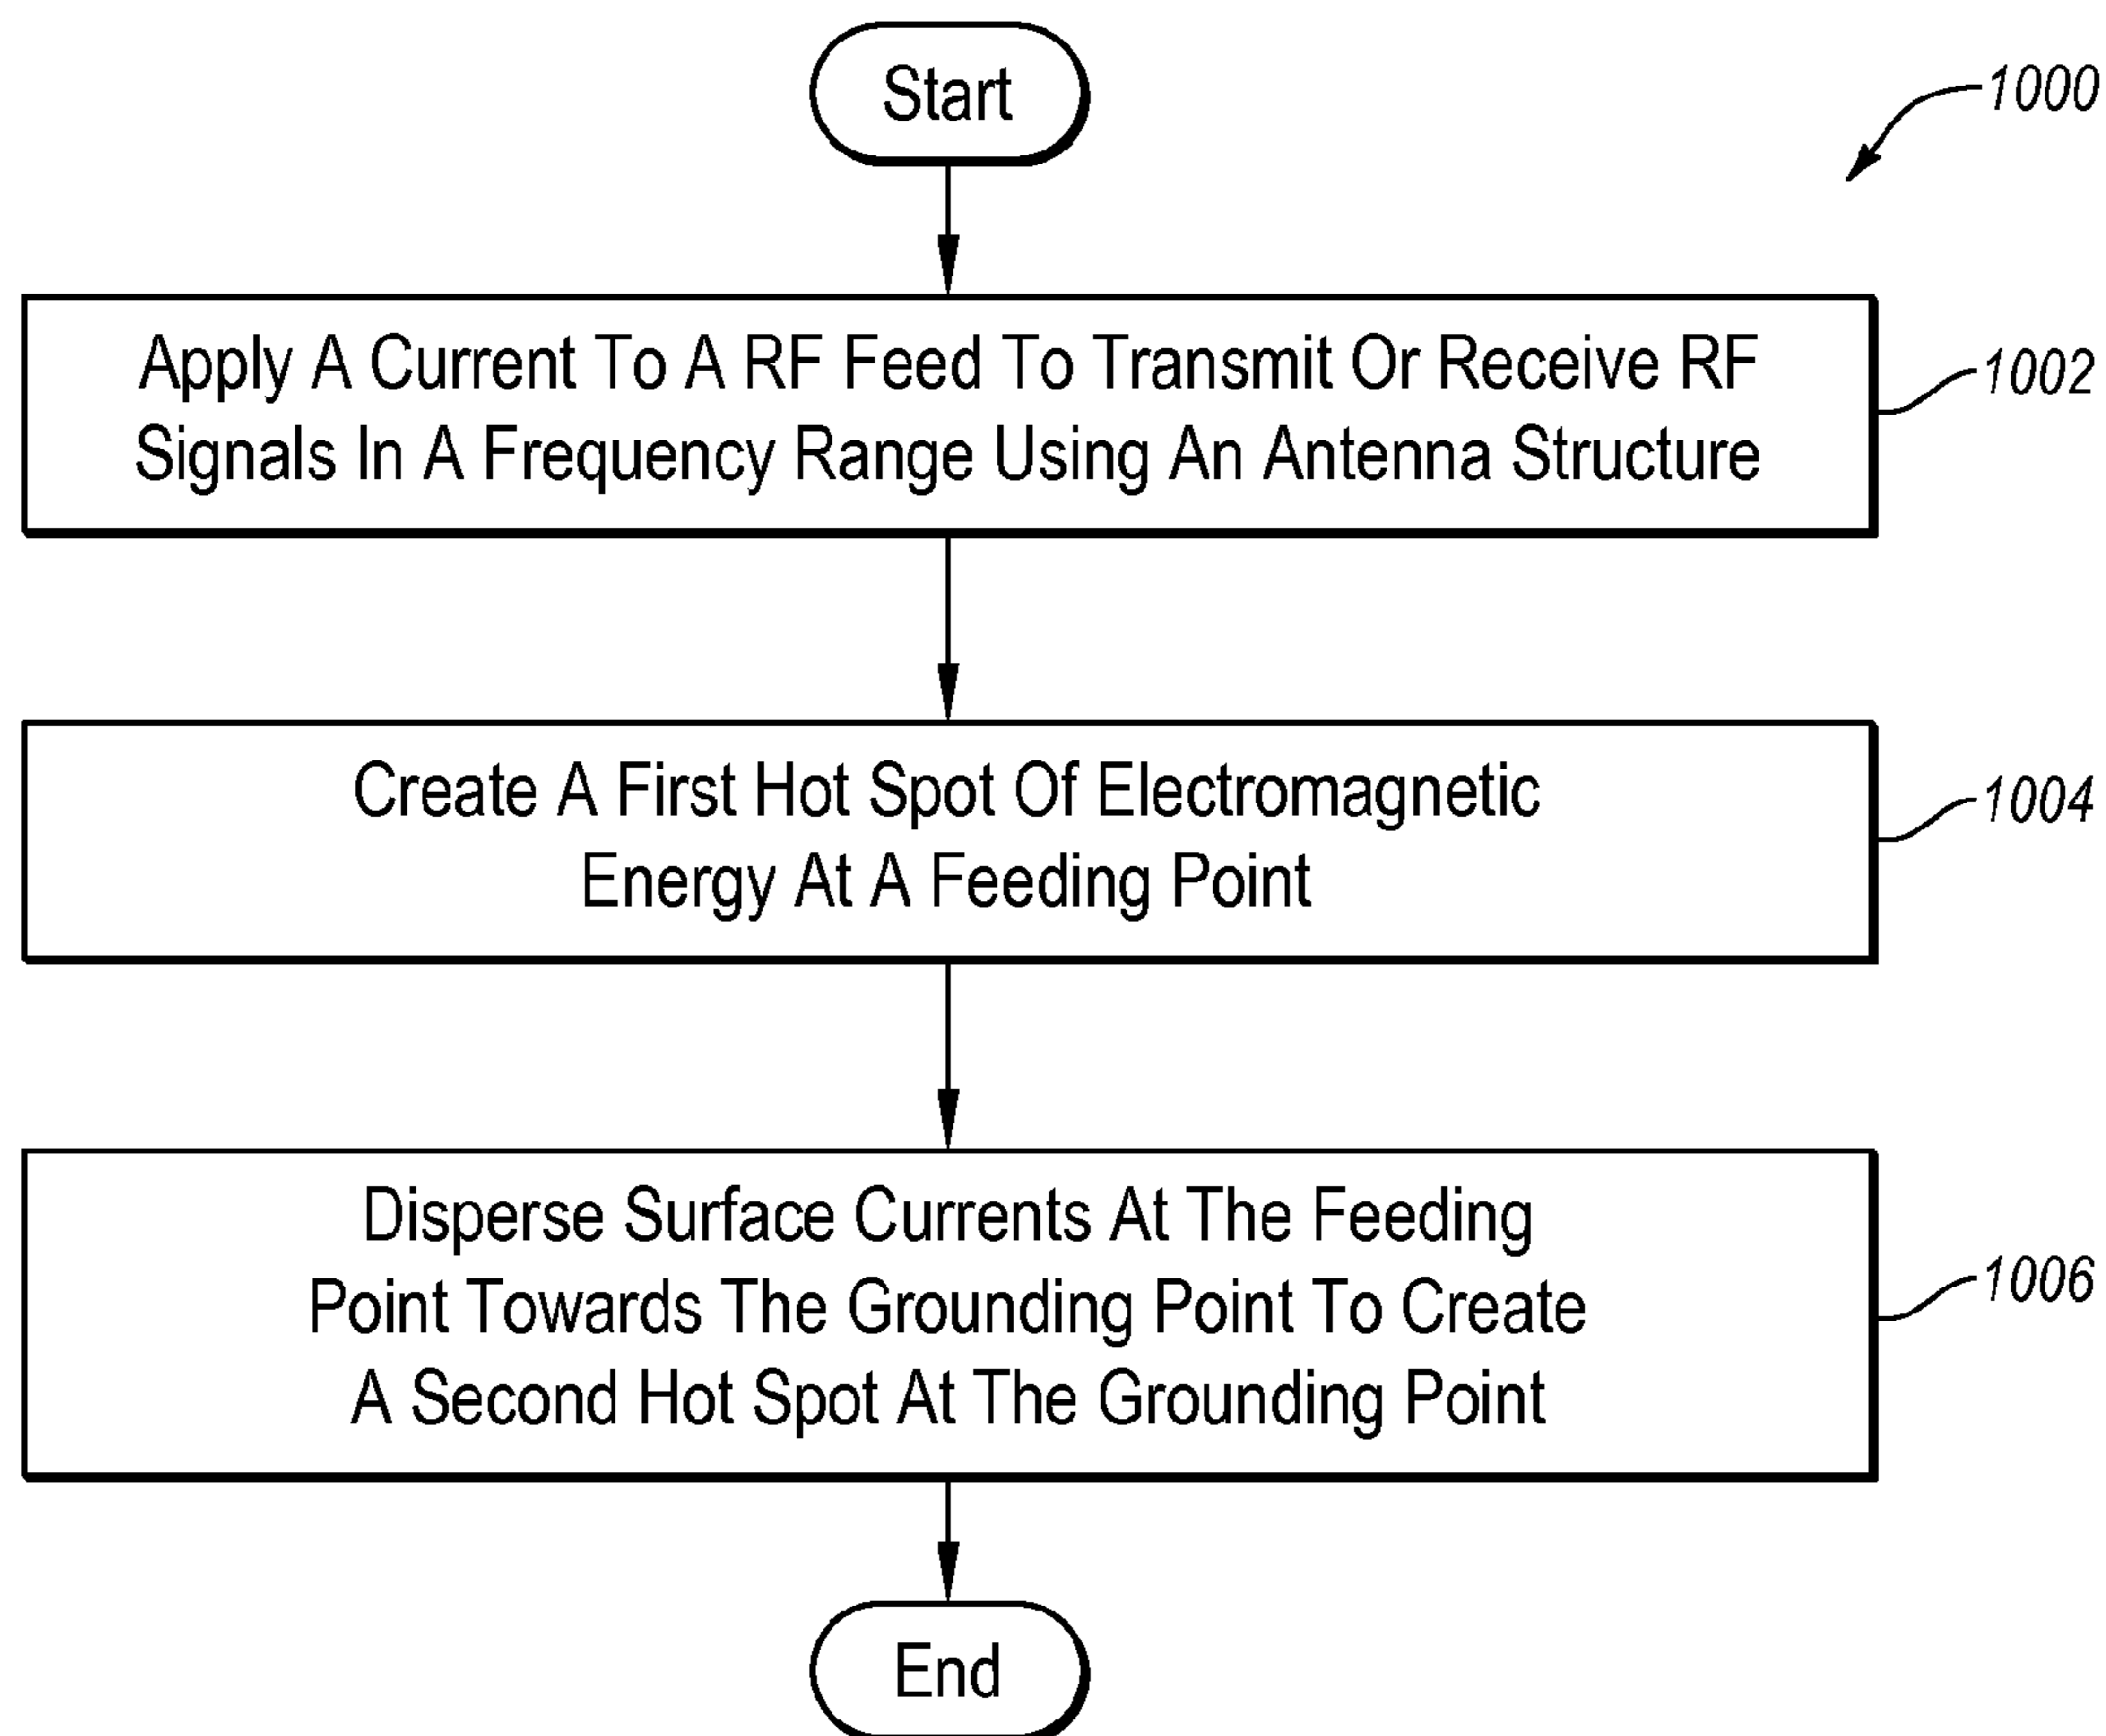 Start
1000
Apply A Current To A RF Feed To Transmit Or Receive RF
Signals In A Frequency Range Using An Antenna Structure
1002
Create A First Hot Spot Of Electromagnetic
Energy At A Feeding Point
1004
Disperse Surface Currents At The Feeding
Point Towards The Grounding Point To Create
A Second Hot Spot At The Grounding Point
1006
End